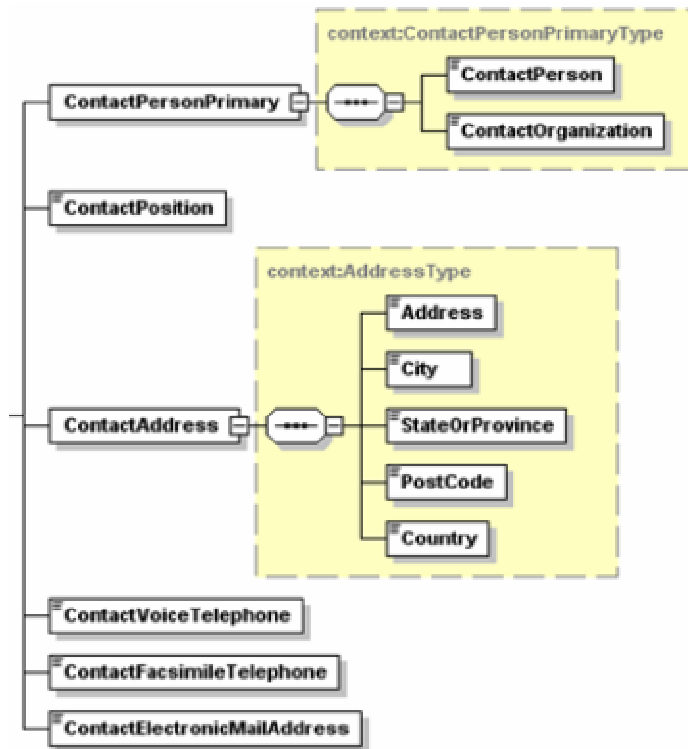 context:ContactPersonPrimaryType
ContactPerson
ContactPersonPrimary
ContactOrganization
ContactPosition
context:AddressType
Address
City
ContactAddress
StateOrProvince
PostCode
Country
ContactVoiceTelephone
ContactFacsimileTelephone
ContactElectronicMailAddress